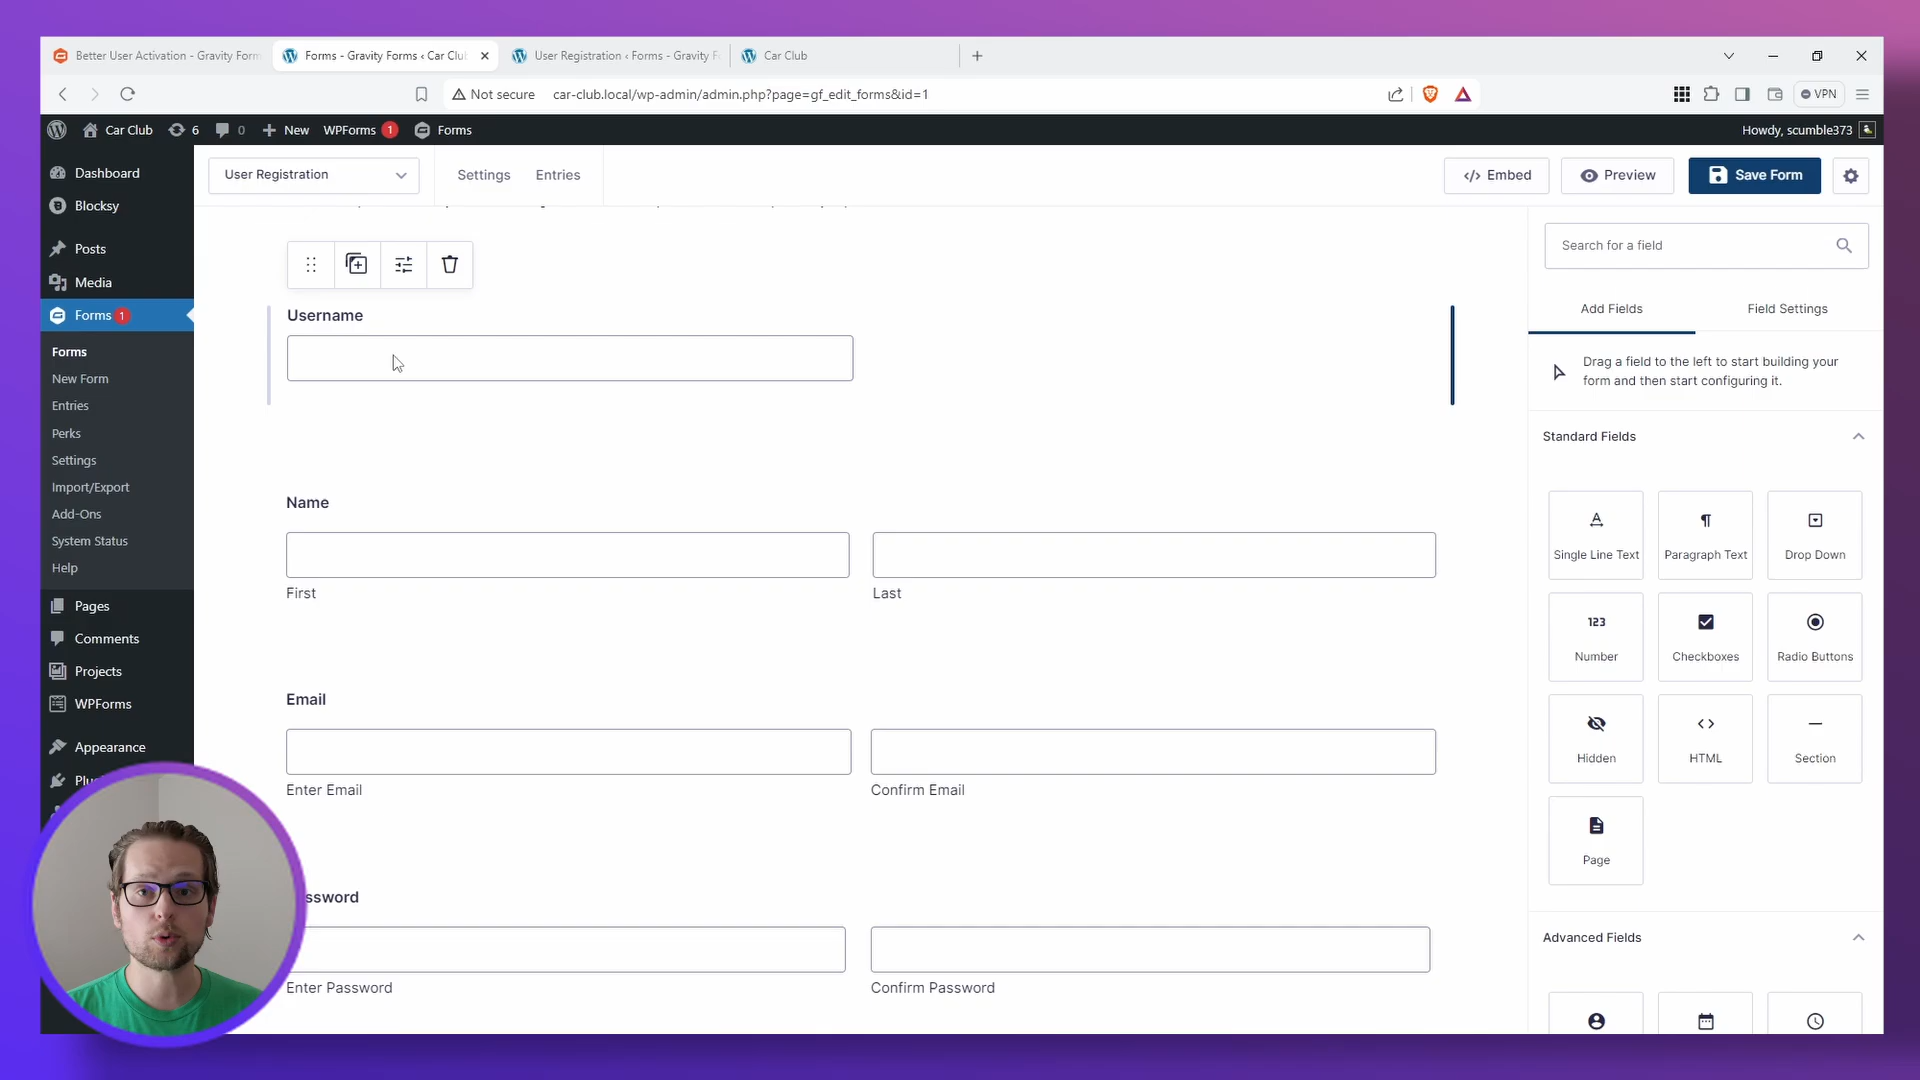 Better User Activation - Gravity Form
Forms - Gravity Forms ‹ Car Clu
User Registration ‹ Forms - Gravity F
Car Club
Not secure
car-club.local/wp-admin/admin.php?page=gf_edit_forms&id=1
VPN
Car Club
6
0
New
WPForms
1
Forms
Howdy, scumble373
Dashboard
Blocksy
Posts
Media
Forms
1
Forms
New Form
Entries
Perks
Settings
Import/Export
Add-Ons
System Status
Help
Pages
Comments
Projects
WPForms
Appearance
User Registration
Settings
Entries
Embed
Preview
Save Form
Username
Name
First
Last
Email
Enter Email
Confirm Email
ssword
Enter Password
Confirm Password
Search for a field
Add Fields
Field Settings
Drag a field to the left to start building your
form and then start configuring it.
Standard Fields
Single Line Text
Paragraph Text
Drop Down
123
Number
Checkboxes
Radio Buttons
Hidden
HTML
Section
Page
Advanced Fields